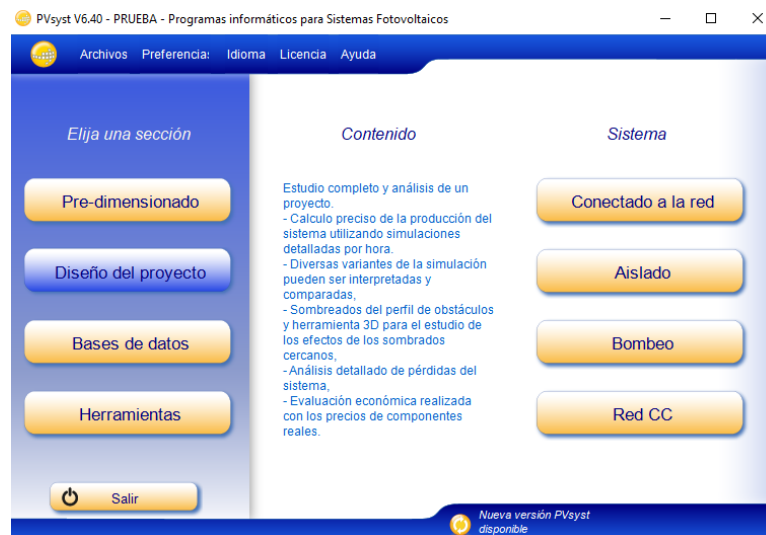 PVsyst V6.40 - PRUEBA - Programas informáticos para Sistemas Fotovoltaicos
Archivos Preferencia: Idioma Licencia Ayuda
Elija una sección
Pre-dimensionado
Diseño del proyecto
Bases de datos
Herramientas
Salir
Contenido
Estudio completo y análisis de un
proyecto.
- Calculo preciso de la producción del
sistema utilizando simulaciones
detalladas por hora.
- Diversas variantes de la simulación
pueden ser interpretadas y
comparadas,
- Sombreados del perfil de obstáculos
y herramienta 3D para el estudio de
los efectos de los sombrados
cercanos,
- Análisis detallado de pérdidas del
sistema,
- Evaluación económica realizada
con los precios de componentes
reales.
Sistema
Conectado a la red
Aislado
Bombeo
Red CC
Nueva versión PVsyst
disponible